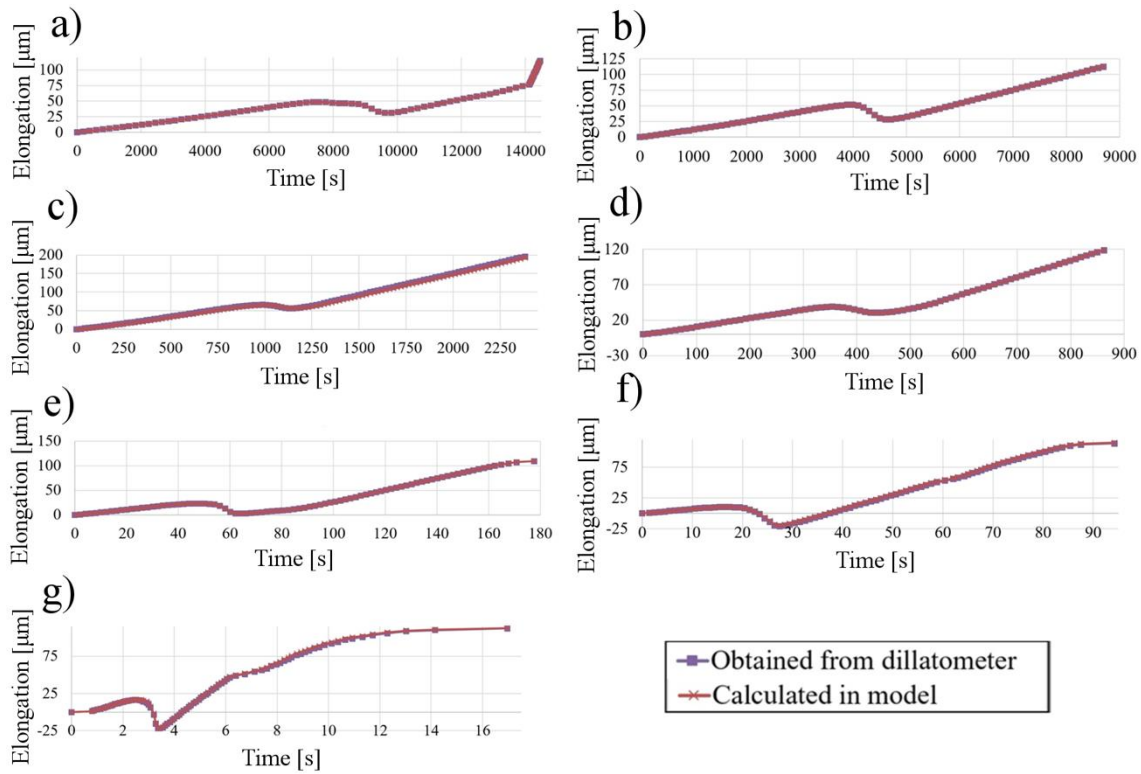 a)
Elongation [µm]
100
75
50
25
0
0 2000 4000 6000 8000 10000 12000 14000
Time [s]
b)
Elongation [µm]
125
100
75
50
25
0
0 1000 2000 3000 4000 5000 6000 7000 8000 9000
Time [s]
c)
Elongation [µm]
200
150
100
50
0
0 250 500 750 1000 1250 1500 1750 2000 2250
Time [s]
d)
Elongation [µm]
120
70
20
-30
0 100 200 300 400 500 600 700 800 900
Time [s]
e)
Elongation [µm]
150
100
50
0
0 20 40 60 80 100 120 140 160 180
Time [s]
f)
Elongation [µm]
75
25
-25
0 10 20 30 40 50 60 70 80 90
Time [s]
g)
Elongation [µm]
75
25
-25
0 2 4 6 8 10 12 14 16
Time [s]
Obtained from dillatometer
Calculated in model